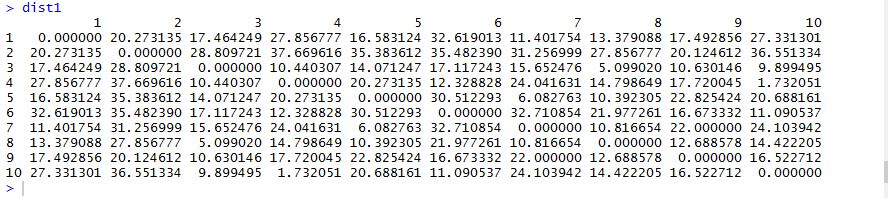 > dist1
          1         2         3         4         5         6         7         8         9        10
1   0.000000 20.273135 17.464249 27.856777 16.583124 32.619013 11.401754 13.379088 17.492856 27.331301
2  20.273135  0.000000 28.809721 37.669616 35.383612 35.482390 31.256999 27.856777 20.124612 36.551334
3  17.464249 28.809721  0.000000 10.440307 14.071247 17.117243 15.652476  5.099020 10.630146  9.899495
4  27.856777 37.669616 10.440307  0.000000 20.273135 12.328828 24.041631 14.798649 17.720045  1.732051
5  16.583124 35.383612 14.071247 20.273135  0.000000 30.512293  6.082763 10.392305 22.825424 20.688161
6  32.619013 35.482390 17.117243 12.328828 30.512293  0.000000 32.710854 21.977261 16.673332 11.090537
7  11.401754 31.256999 15.652476 24.041631  6.082763 32.710854  0.000000 10.816654 22.000000 24.103942
8  13.379088 27.856777  5.099020 14.798649 10.392305 21.977261 10.816654  0.000000 12.688578 14.422205
9  17.492856 20.124612 10.630146 17.720045 22.825424 16.673332 22.000000 12.688578  0.000000 16.522712
10 27.331301 36.551334  9.899495  1.732051 20.688161 11.090537 24.103942 14.422205 16.522712  0.000000
>